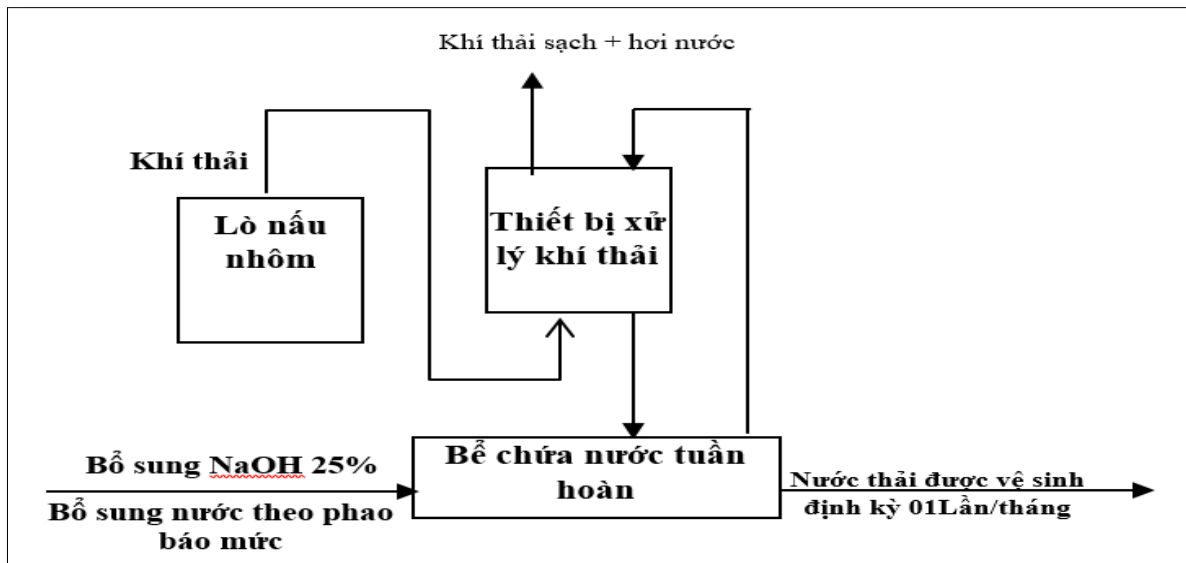 Khí thải sạch + hơi nước
Khí thải
Lò nấu
nhôm
Thiết bị xử
lý khí thải
Bổ sung NaOH 25%
Bổ sung nước theo phao
báo mức
Bể chứa nước tuần
hoàn
Nước thải được vệ sinh
định kỳ 01Lần/tháng